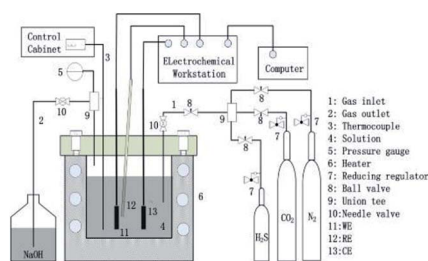 Control
Cabinet
Electrochemical
Workstation
Computer
5
2
10
9
3
1
8
10
9
8
8
8
7
7
7
6
12
13
11
4
NaOH
H₂S
CO₂
N₂
1: Gas inlet
2: Gas outlet
3: Thermocouple
4: Solution
5: Pressure gauge
6: Heater
7: Reducing regulator
8: Ball valve
9: Union tee
10:Needle valve
11:WE
12:RE
13:CE